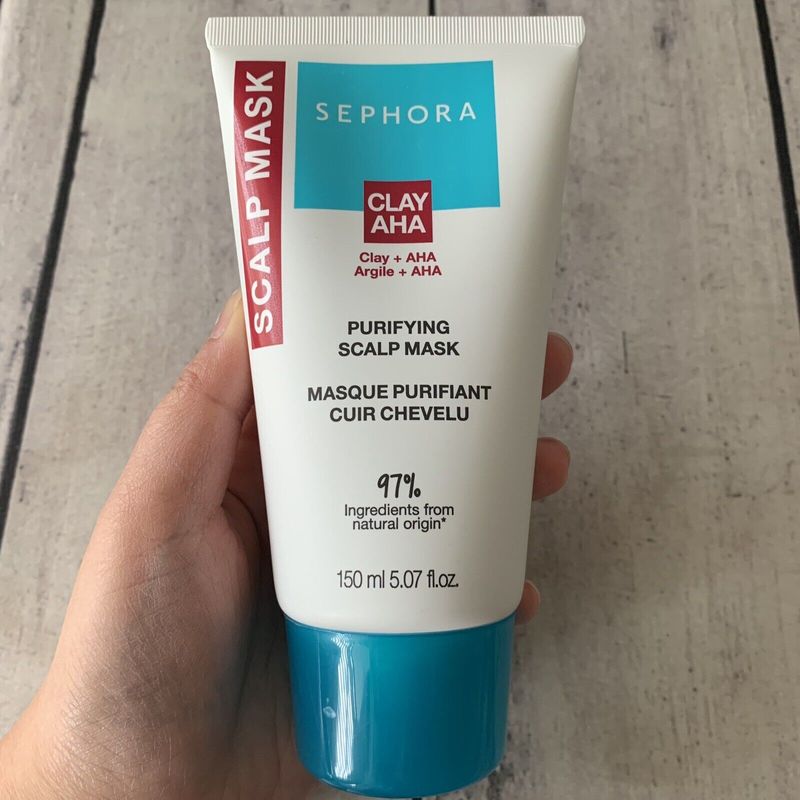 SCALP MASK
SEPHORA
CLAY
AHA
Clay + AHA
Argile + AHA
PURIFYING
SCALP MASK
MASQUE PURIFIANT
CUIR CHEVELU
97%
Ingredients from
natural origin*
150 ml 5.07 fl.oz.